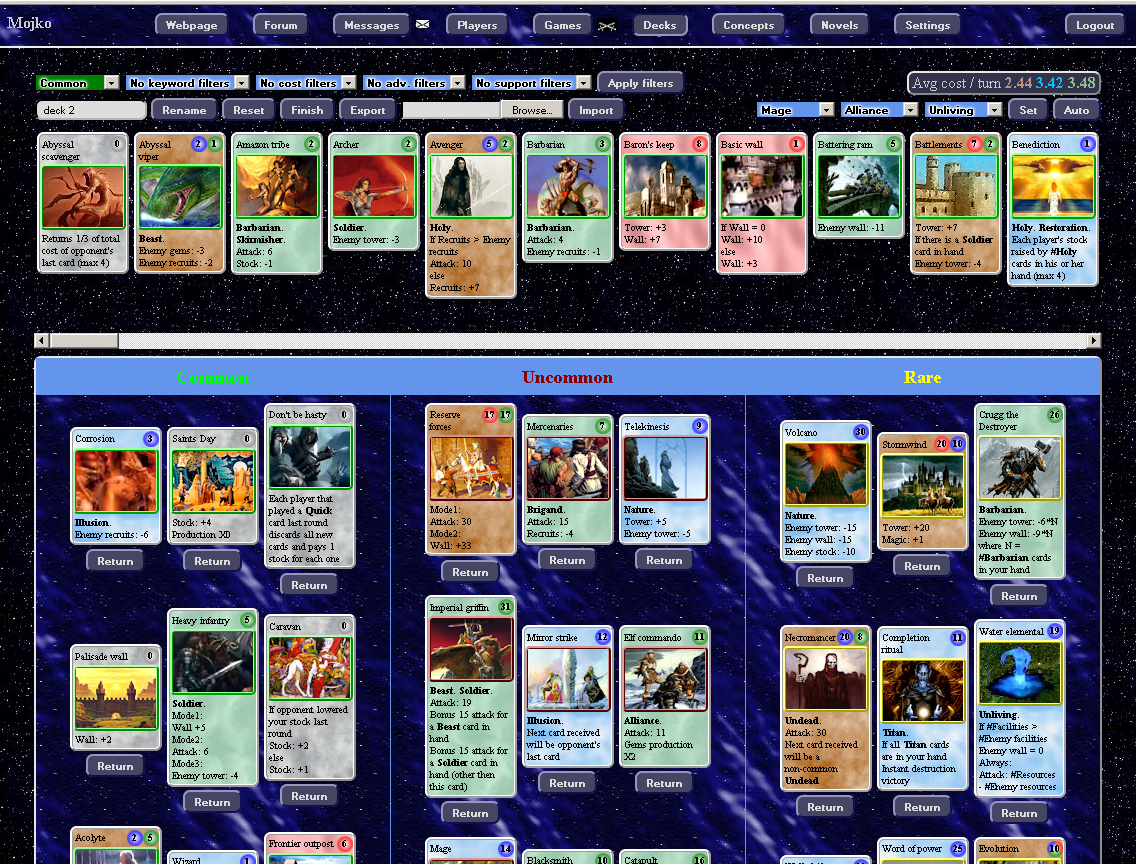 Mojko
Webpage Forum Messages Players Games Decks Concepts Novels Settings Logout
Common No keyword filters No cost filters No adv. filters No support filters Apply filters
Avg cost / turn 2.44 3.42 3.48
deck 2 Rename Reset Finish Export Browse... Import
Mage Alliance Unliving Set Auto
Abyssal scavenger 0
Returns 1/3 of total
cost of opponent's
last card (max 4)
Abyssal viper 2 1
Beast.
Enemy gems: -3
Enemy recruits: -2
Amazon tribe 2
Barbarian.
Skirmisher.
Attack: 6
Stock: -1
Archer 2
Soldier.
Enemy tower: -3
Avenger 5 2
Holy.
If Recruits > Enemy
recruits
Attack: 10
else
Recruits: +7
Barbarian 3
Barbarian.
Attack: 4
Enemy recruits: -1
Baron's keep 8
Tower: +3
Wall: +7
Basic wall 1
If Wall = 0
Wall: +10
else
Wall: +3
Battering ram 5
Enemy wall: -11
Battlements 7 2
Tower: +7
If there is a Soldier
card in hand
Enemy tower: -4
Benediction 1
Holy. Restoration.
Each player's stock
raised by #Holy
cards in his or her
hand (max 4)
Common Uncommon Rare
Corrosion 3
Illusion.
Enemy recruits: -6
Return
Saints Day 0
Stock: +4
Production X0
Return
Don't be hasty 0
Each player that
played a Quick
card last round
discards all new
cards and pays 1
stock for each one
Return
Reserve forces 17 17
Mode1:
Attack: 30
Mode2:
Wall: +33
Return
Mercenaries 7
Brigand.
Attack: 15
Recruits: -4
Return
Telekinesis 9
Nature.
Tower: +5
Enemy tower: -5
Return
Volcano 30
Nature.
Enemy tower: -15
Enemy wall: -15
Enemy stock: -10
Return
Stormwind 20 10
Tower: +20
Magic: +1
Return
Crugg the Destroyer 26
Barbarian.
Enemy tower: -6*N
Enemy wall: -9*N
where N =
#Barbarian cards
in your hand
Return
Palisade wall 0
Wall: +2
Return
Heavy infantry 5
Soldier.
Mode1:
Wall +5
Mode2:
Attack: 6
Mode3:
Enemy tower: -4
Return
Caravan 0
If opponent lowered
your stock last
round
Stock: +2
else
Stock: +1
Return
Imperial griffin 31
Beast. Soldier.
Attack: 19
Bonus 15 attack for
a Beast card in
hand
Bonus 15 attack for
a Soldier card in
hand (other then
this card)
Return
Mirror strike 12
Illusion.
Next card received
will be opponent's
last card
Return
Elf commando 11
Alliance.
Attack: 11
Gems production
X2
Return
Necromancer 20 8
Undead.
Attack: 30
Next card received
will be a
non-common
Undead
Return
Completion ritual 11
Titan.
If all Titan cards
are in your hand
Instant destruction
victory
Return
Water elemental 19
Unliving.
If #Facilities >
#Enemy facilities
Enemy wall = 0
Always:
Attack: #Resources
- #Enemy resources
Return
Acolyte 2 5
Wizard 1
Frontier outpost 6
Mage 14
Blacksmith 10
Catapult 16
Word of power 25
Evolution 10